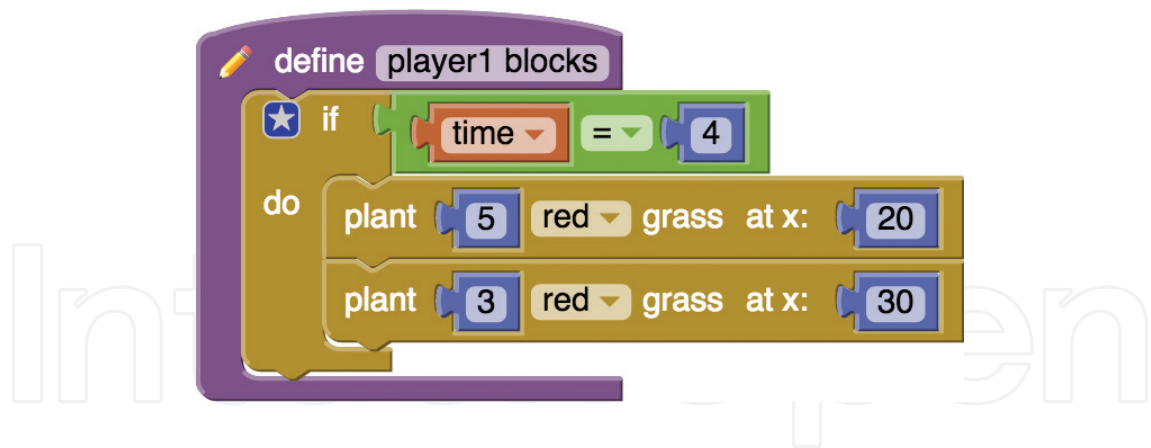 define player1 blocks
if time = 4
do plant 5 red grass at x: 20
plant 3 red grass at x: 30